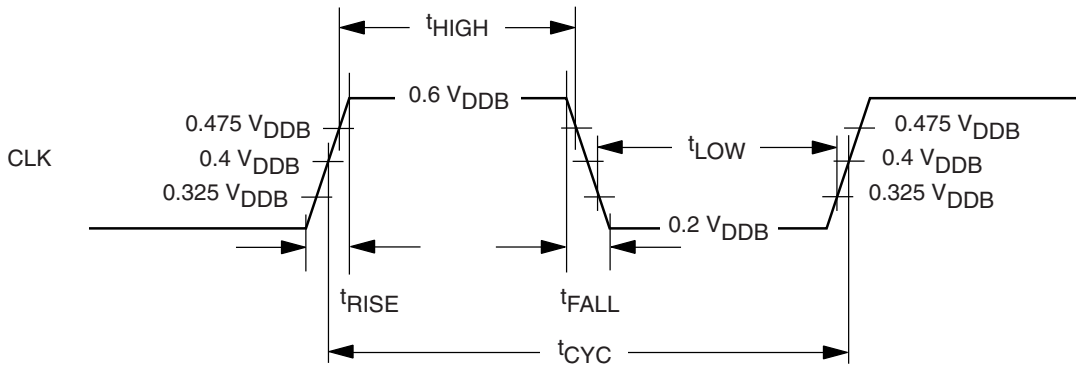 tHIGH
0.6 VDDB
0.475 VDDB
0.475 VDDB
CLK
0.4 VDDB
tLOW
0.4 VDDB
0.325 VDDB
0.325 VDDB
0.2 VDDB
tRISE
tFALL
tCYC